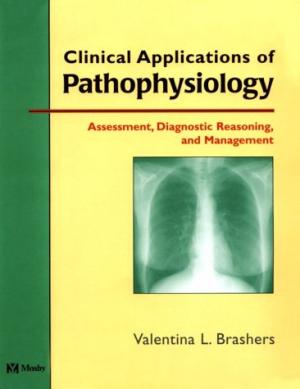 Clinical Applications of
Pathophysiology
Assessment, Diagnostic Reasoning,
and Management
Valentina L. Brashers
Mosby